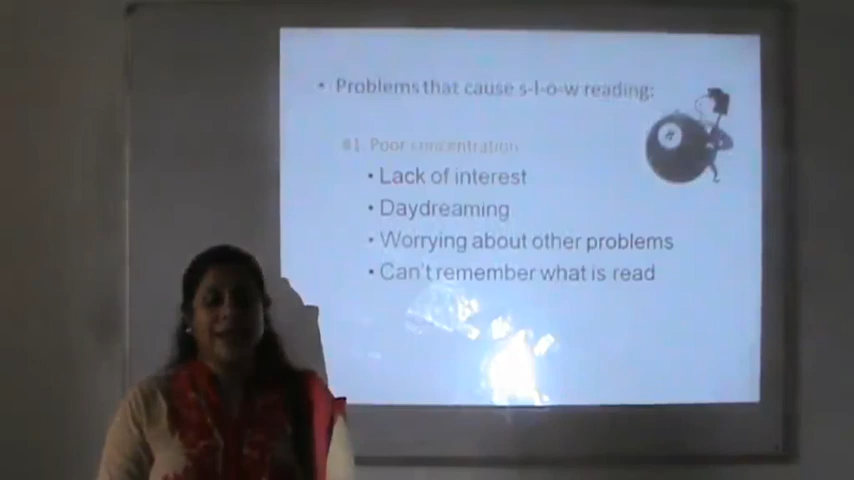 • Problems that cause s-l-o-w reading:
#1. Poor concentration
• Lack of interest
• Daydreaming
• Worrying about other problems
• Can't remember what is read